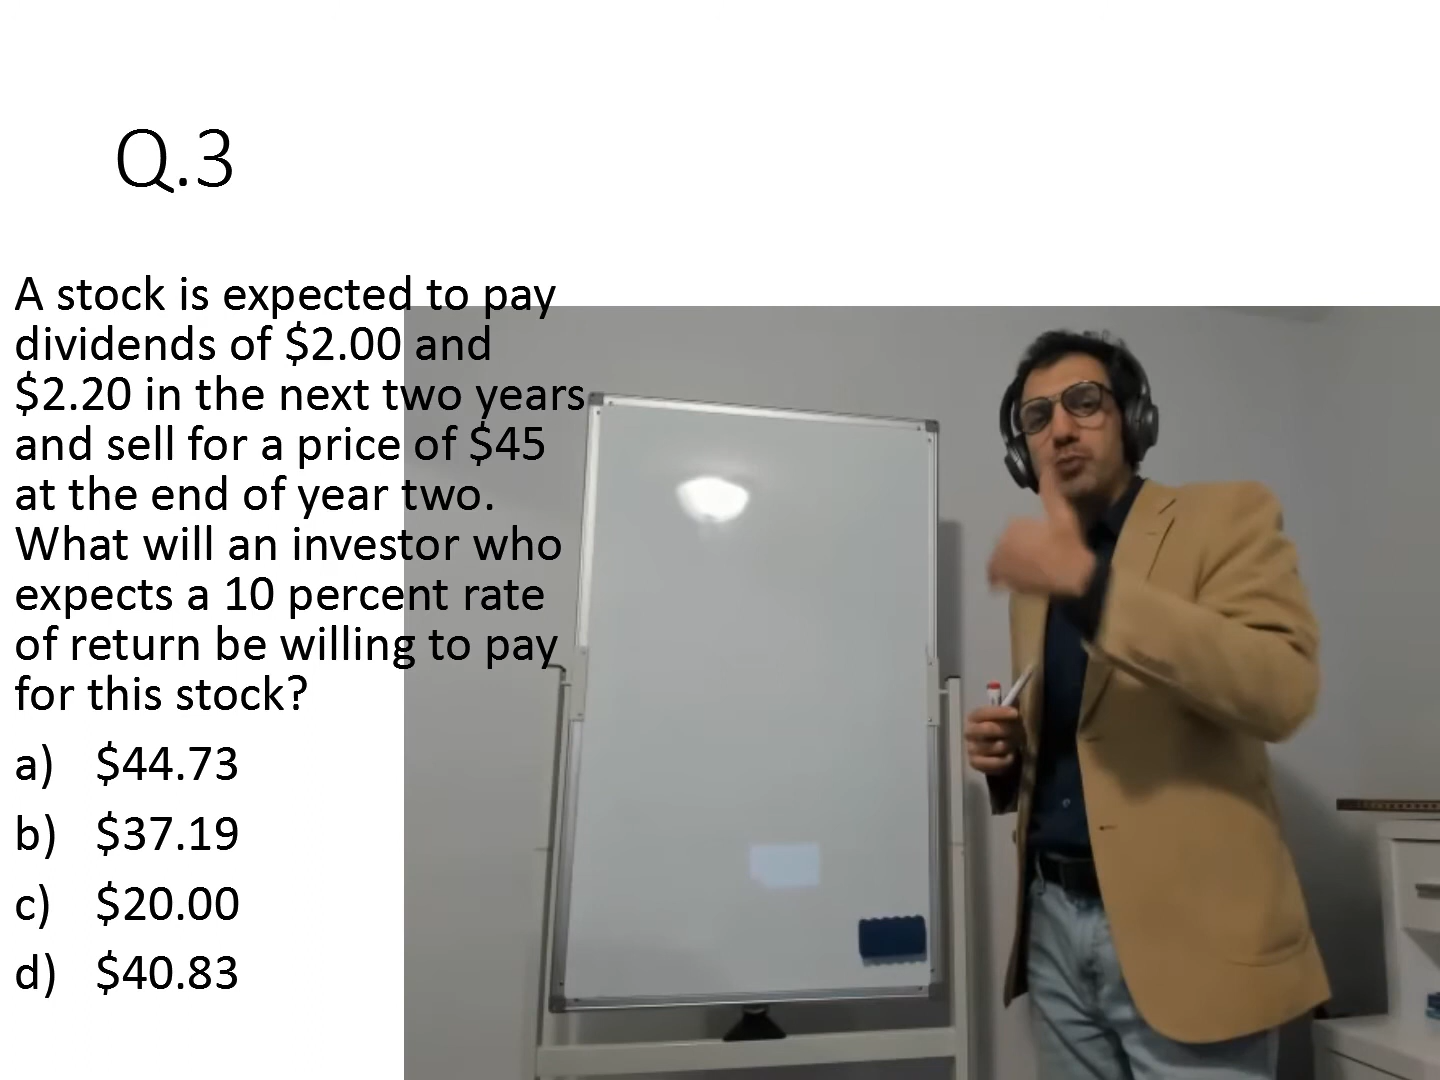 Q.3
A stock is expected to pay
dividends of $2.00 and
$2.20 in the next two years
and sell for a price of $45
at the end of year two.
What will an investor who
expects a 10 percent rate
of return be willing to pay
for this stock?
a) $44.73
b) $37.19
c) $20.00
d) $40.83